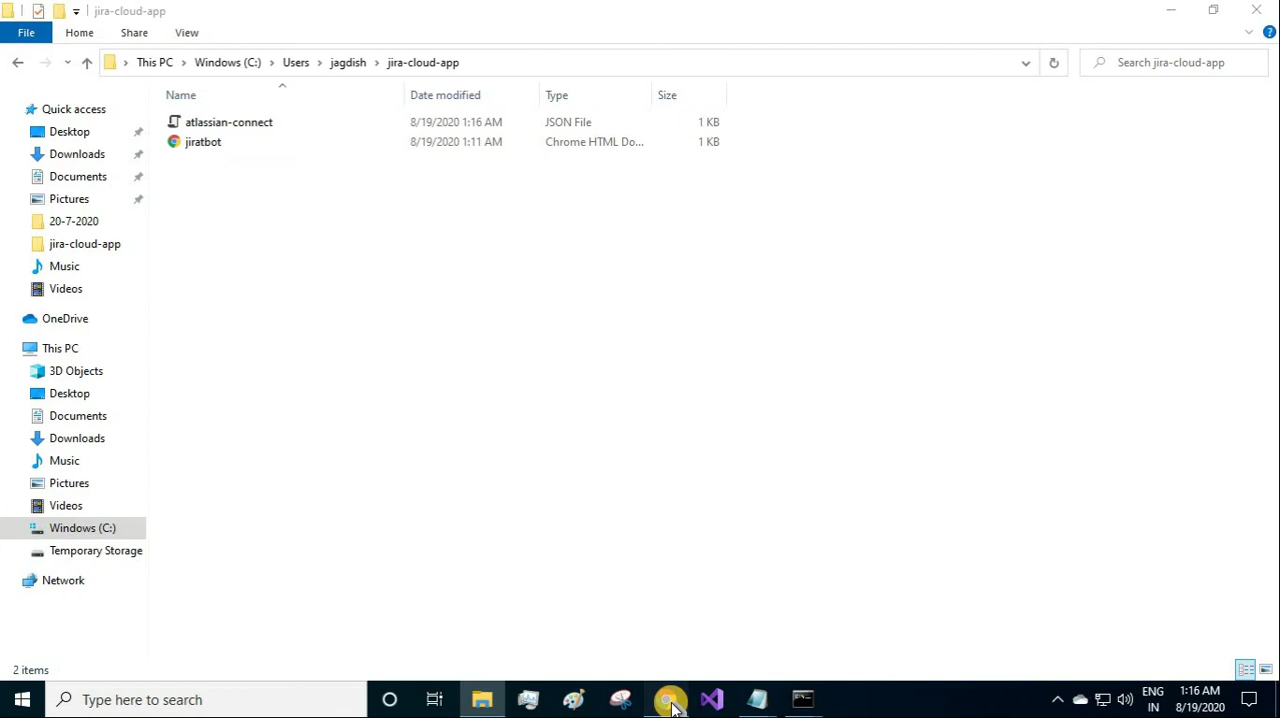 jira-cloud-app
File Home Share View
This PC Windows (C:) Users jagdish jira-cloud-app
Search jira-cloud-app
Name Date modified Type Size
atlassian-connect 8/19/2020 1:16 AM JSON File 1 KB
jiratbot 8/19/2020 1:11 AM Chrome HTML Do... 1 KB
Quick access
Desktop
Downloads
Documents
Pictures
20-7-2020
jira-cloud-app
Music
Videos
OneDrive
This PC
3D Objects
Desktop
Documents
Downloads
Music
Pictures
Videos
Windows (C:)
Temporary Storage
Network
2 items
Type here to search
ENG
IN
1:16 AM
8/19/2020